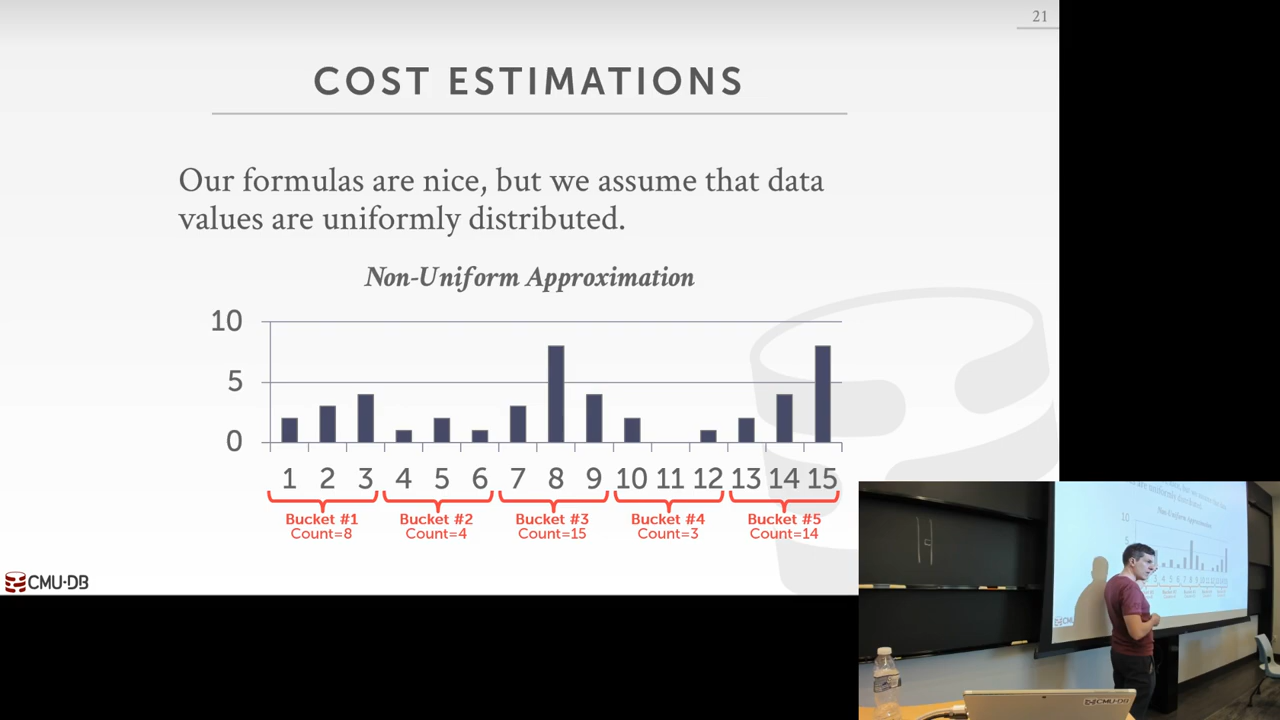 21
COST ESTIMATIONS
Our formulas are nice, but we assume that data
values are uniformly distributed.
Non-Uniform Approximation
10
5
0
1 2 3 4 5 6 7 8 9 10 11 12 13 14 15
Bucket #1 Bucket #2 Bucket #3 Bucket #4 Bucket #5
Count=8 Count=4 Count=15 Count=3 Count=14
CMU·DB
CMU·DB